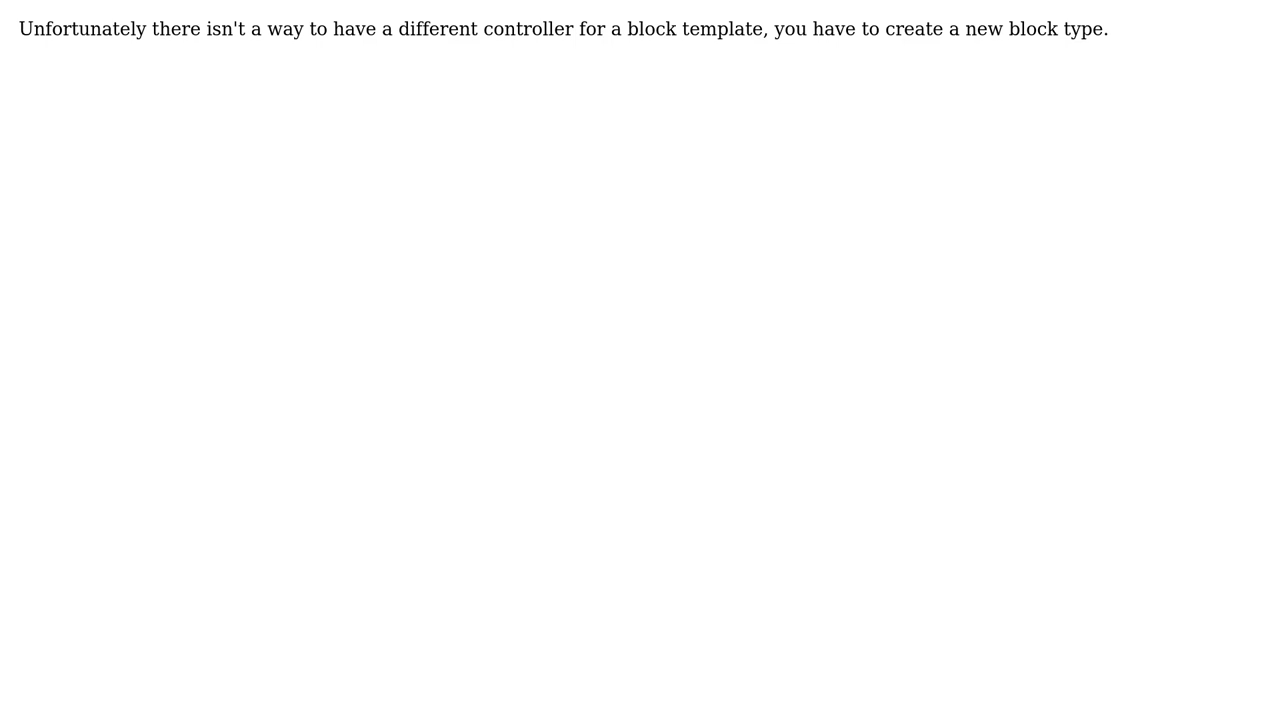 Unfortunately there isn't a way to have a different controller for a block template, you have to create a new block type.